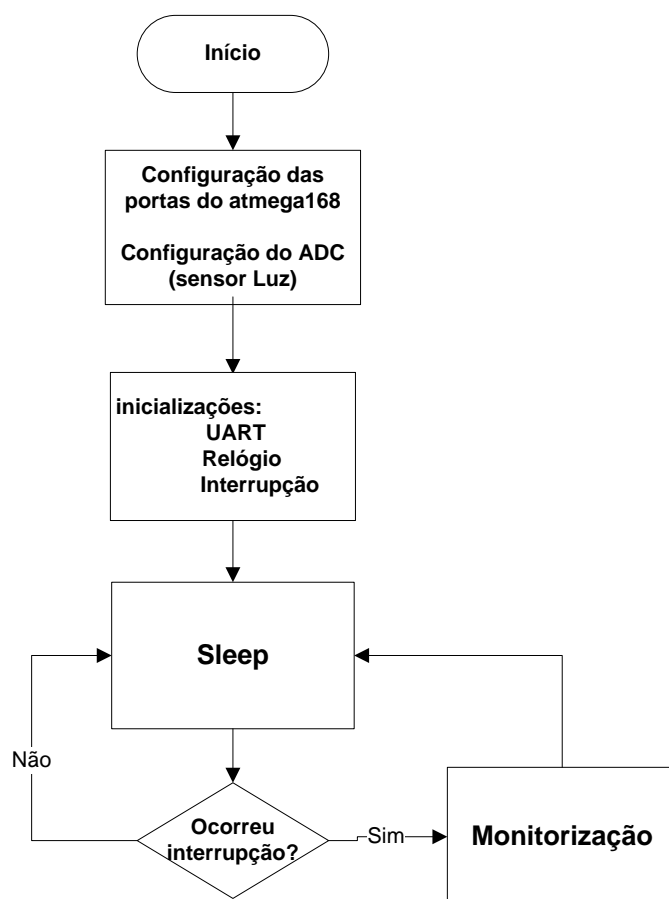 Início
Configuração das
portas do atmega168
Configuração do ADC
(sensor Luz)
inicializações:
UART
Relógio
Interrupção
Sleep
Não
Ocorreu
interrupção?
Sim
Monitorização